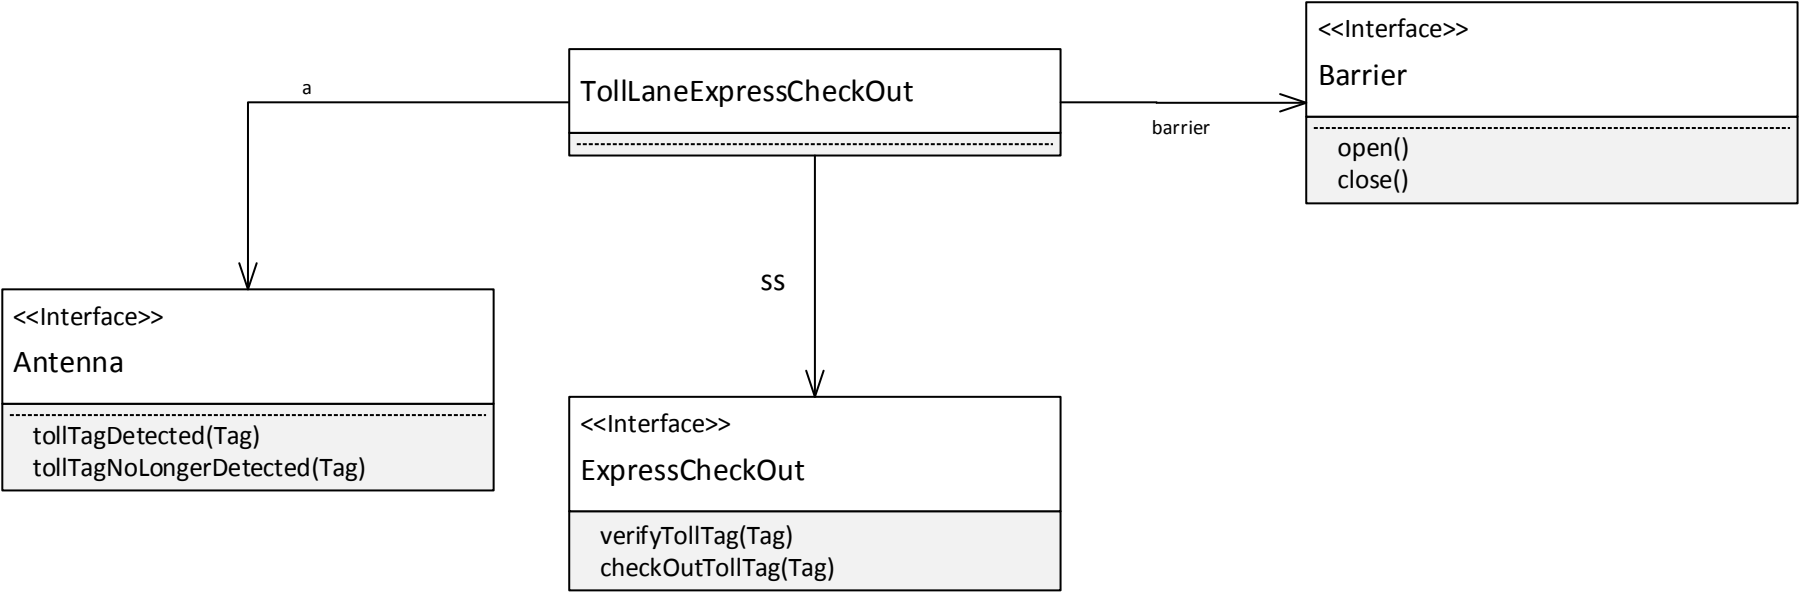 <<Interface>>
Barrier
open()
close()
TollLaneExpressCheckOut
a
barrier
ss
<<Interface>>
Antenna
tollTagDetected(Tag)
tollTagNoLongerDetected(Tag)
<<Interface>>
ExpressCheckOut
verifyTollTag(Tag)
checkOutTollTag(Tag)